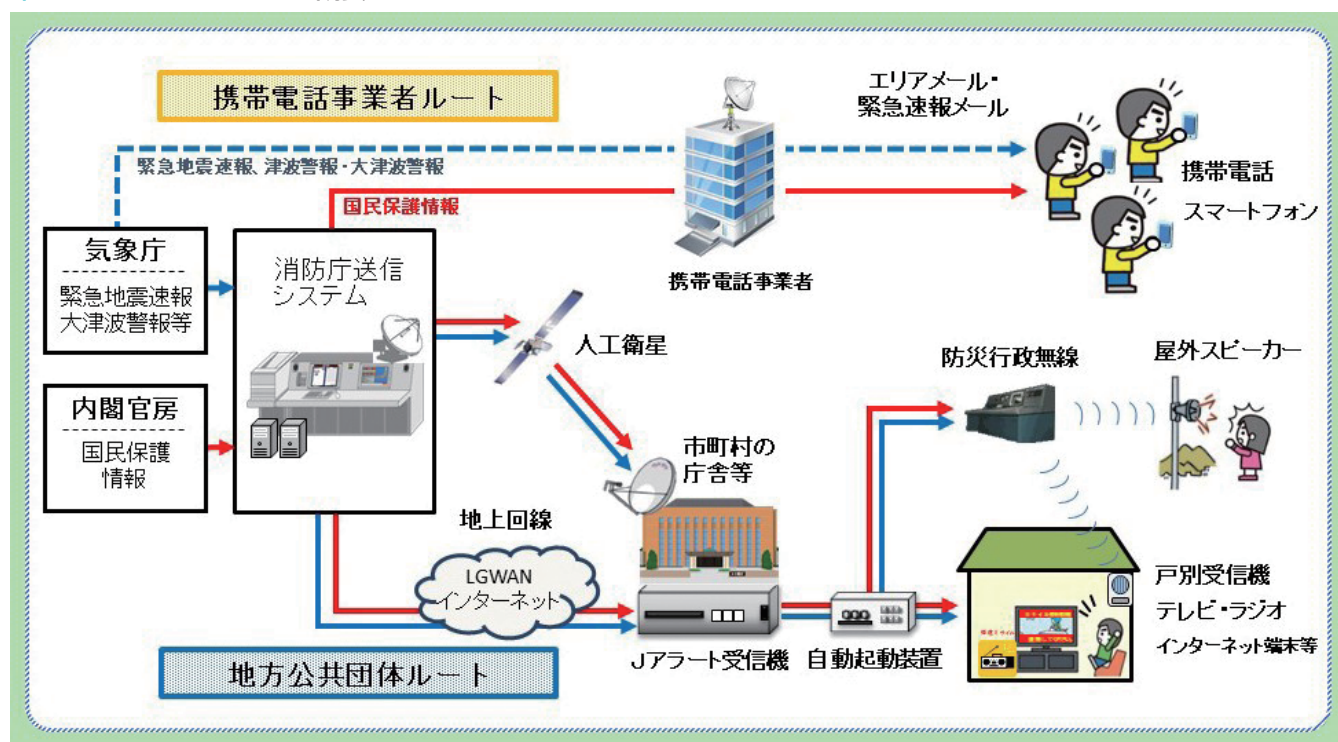 携帯電話事業者ルート
エリアメール・
緊急速報メール
緊急地震速報、津波警報・大津波警報
国民保護情報
携帯電話
スマートフォン
気象庁
緊急地震速報
大津波警報等
消防庁送信
システム
携帯電話事業者
人工衛星
防災行政無線
屋外スピーカー
内閣官房
国民保護
情報
市町村の
庁舎等
地上回線
LGWAN
インターネット
戸別受信機
テレビ・ラジオ
インターネット端末等
Jアラート受信機
自動起動装置
地方公共団体ルート